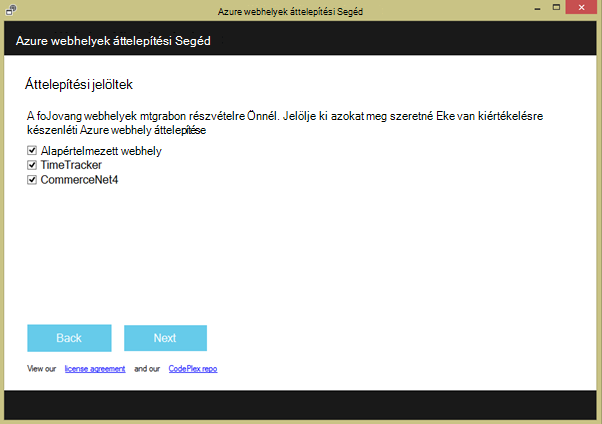 Azure webhelyek áttelepítési Segéd
Azure webhelyek áttelepítési Segéd
Áttelepítési jelöltek
A foJovang webhelyek mtgrabon részvételre Önnél. Jelölje ki azokat meg szeretné Eke van kiértékelésre
készenléti Azure webhely áttelepítése
Alapértelmezett webhely
TimeTracker
CommerceNet4
Back Next
View our license agreement and our CodePlex repo